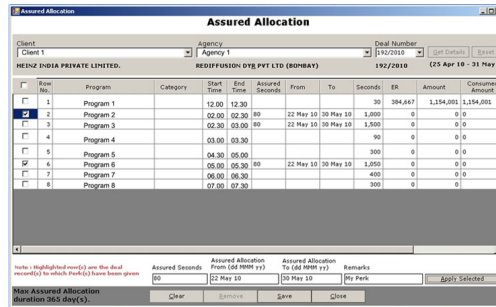 Assured Allocation
Assured Allocation
Client Agency Deal Number
Client 1 Agency 1 192/2010 Get Details Reset
HEINZ INDIA PRIVATE LIMITED. REDIFFUSION DYR PVT LTD (BOMBAY) 192/2010 (25 Apr 10 - 31 May
Row No. Program Category Start Time End Time Assured Seconds From To Seconds ER Amount Consumed Amount
1 Program 1 12.00 12.30 30 384,667 1,154,001 1,154,001
2 Program 2 02.00 02.30 80 22 May 10 30 May 10 1,000 0 0 0
3 Program 3 02.30 03.00 80 22 May 10 30 May 10 1,500 0 0 0
4 Program 4 03.00 03.30 90 0 0 0
5 Program 5 04.30 05.00 300 0 0 0
6 Program 6 05.00 05.30 80 22 May 10 30 May 10 1,050 0 0 0
7 Program 7 06.00 06.30 400 0 0 0
8 Program 8 07.00 07.30 300 0 0 0
Note : Highlighted row(s) are the deal record(s) to which Perk(s) have been given
Assured Seconds Assured Allocation From (dd MMM yy) Assured Allocation To (dd MMM yy) Remarks
80 22 May 10 30 May 10 My Perk Apply Selected
Max Assured Allocation duration 365 day(s).
Clear Remove Save Close